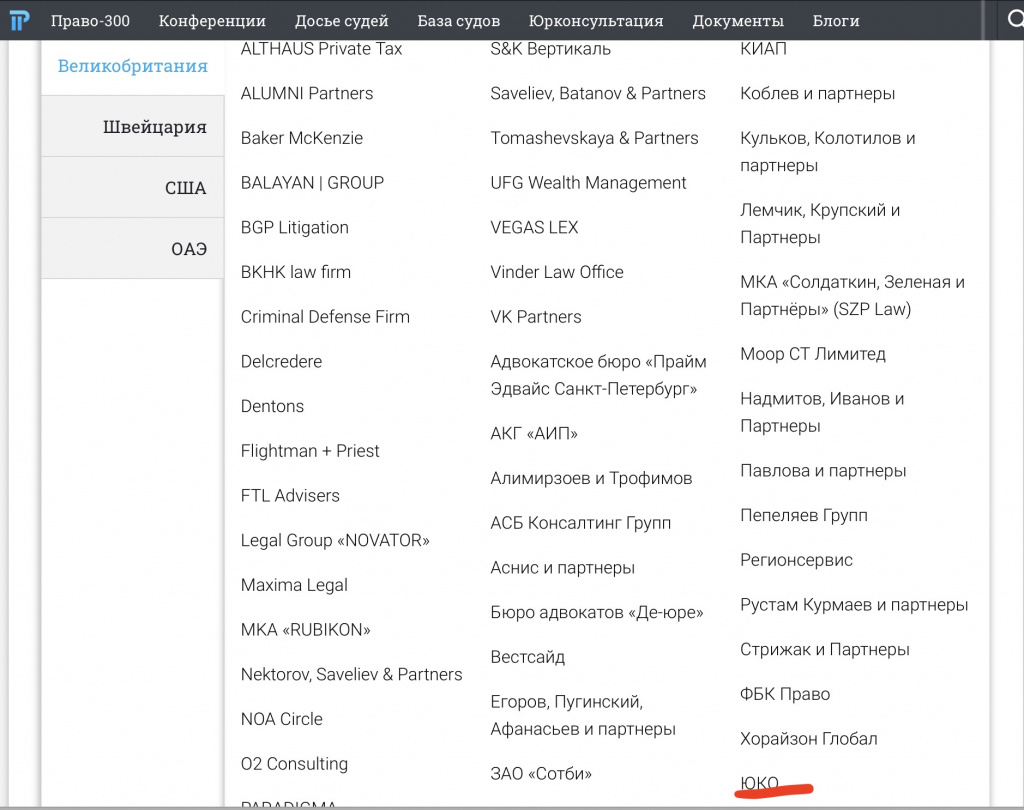 Право-300 Конференции Досье судей База судов Юрконсультация Документы Блоги
Великобритания
Швейцария
США
ОАЭ
ALTHAUS Private Tax
ALUMNI Partners
Baker McKenzie
BALAYAN | GROUP
BGP Litigation
BKHK law firm
Criminal Defense Firm
Delcredere
Dentons
Flightman + Priest
FTL Advisers
Legal Group «NOVATOR»
Maxima Legal
МКА «RUBIKON»
Nektorov, Saveliev & Partners
NOA Circle
O2 Consulting
PARADIGMA
S&K Вертикаль
Saveliev, Batanov & Partners
Tomashevskaya & Partners
UFG Wealth Management
VEGAS LEX
Vinder Law Office
VK Partners
Адвокатское бюро «Прайм
Эдвайс Санкт-Петербург»
АКГ «АИП»
Алимирзоев и Трофимов
АСБ Консалтинг Групп
Аснис и партнеры
Бюро адвокатов «Де-юре»
Вестсайд
Егоров, Пугинский,
Афанасьев и партнеры
ЗАО «Сотби»
КИАП
Коблев и партнеры
Кульков, Колотилов и
партнеры
Лемчик, Крупский и
Партнеры
МКА «Солдаткин, Зеленая и
Партнёры» (SZP Law)
Моор СТ Лимитед
Надмитов, Иванов и
Партнеры
Павлова и партнеры
Пепеляев Групп
Регионсервис
Рустам Курмаев и партнеры
Стрижак и Партнеры
ФБК Право
Хорайзон Глобал
ЮКО